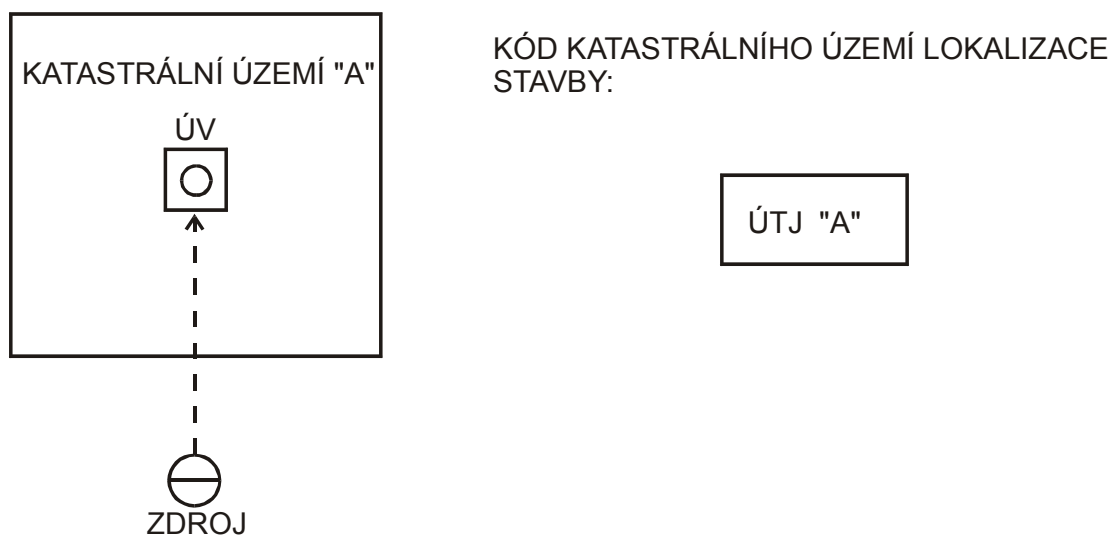 KATASTRÁLNÍ ÚZEMÍ "A"
ÚV
ZDROJ
KÓD KATASTRÁLNÍHO ÚZEMÍ LOKALIZACE
STAVBY:
ÚTJ "A"